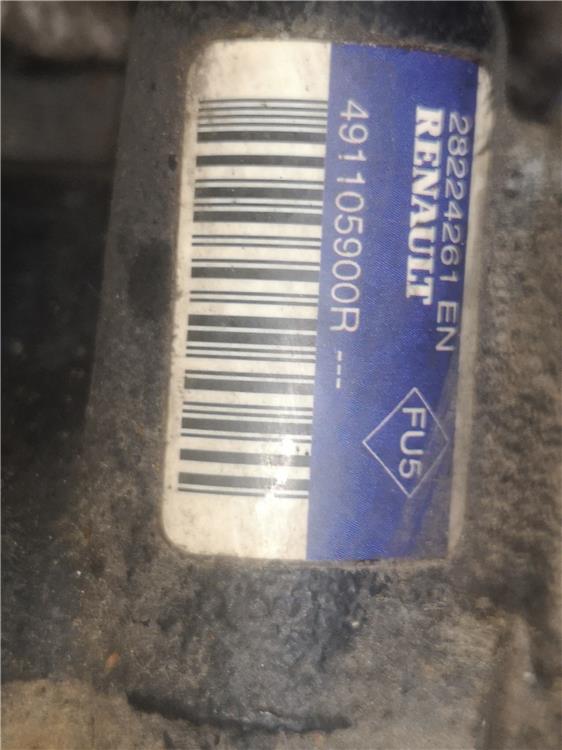 28224261 EN
RENAULT
FU5
491105900R ---